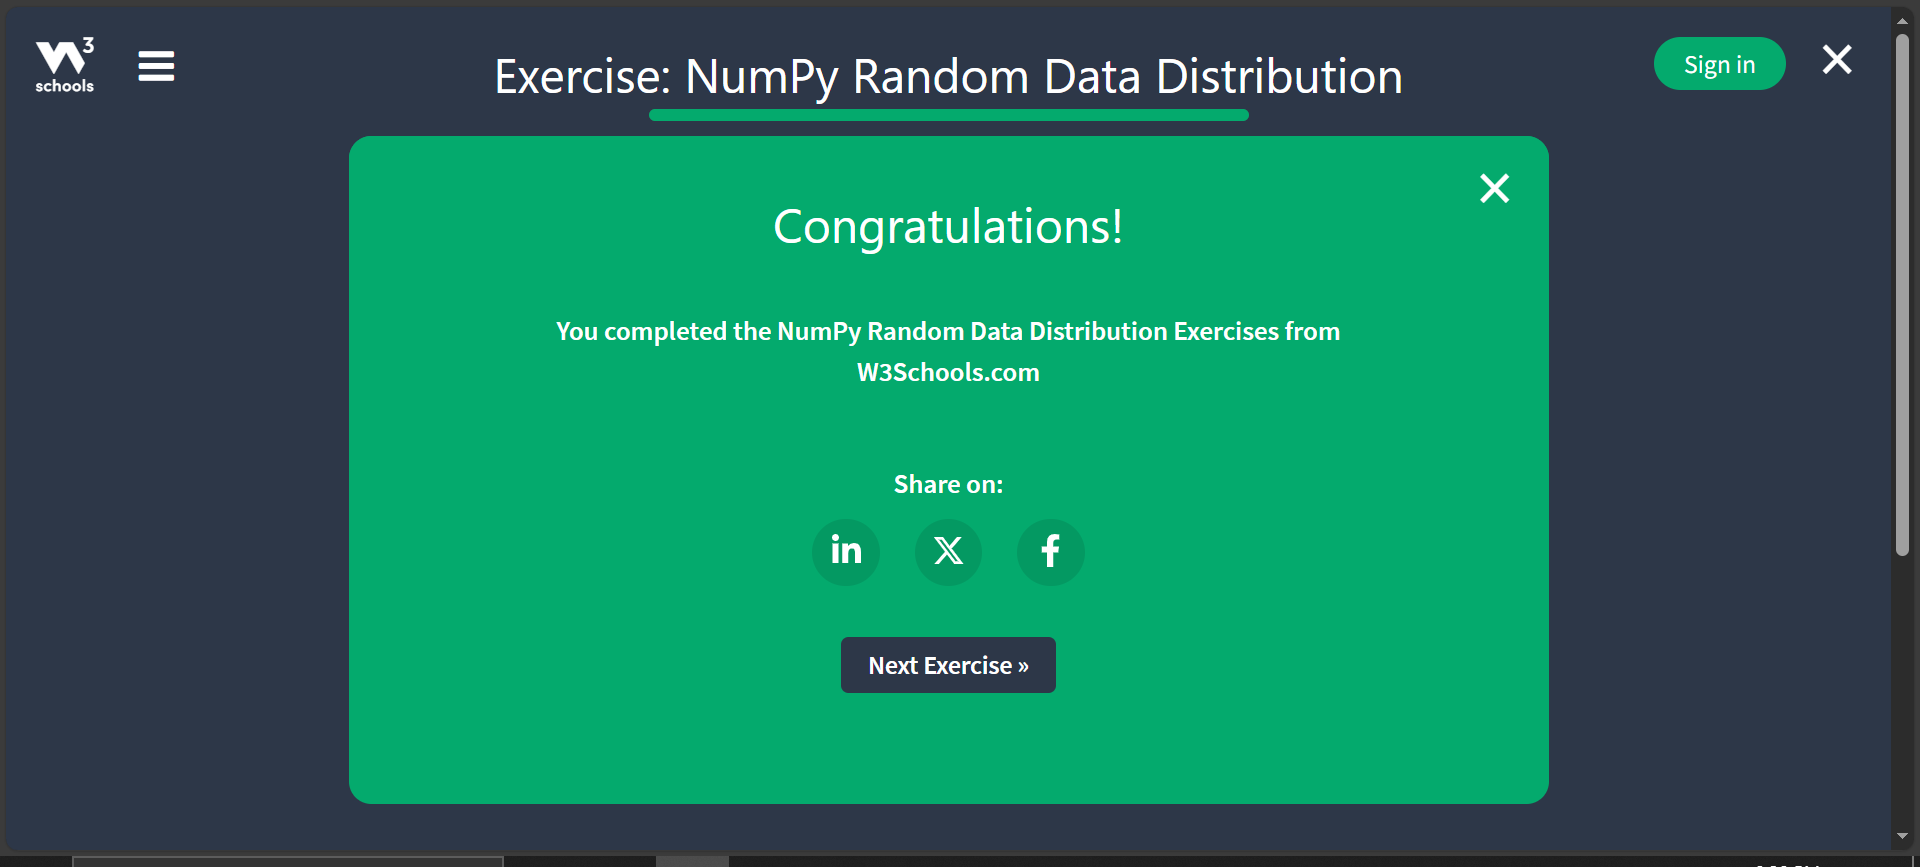 W3
schools
Exercise: NumPy Random Data Distribution
Sign in
Congratulations!
You completed the NumPy Random Data Distribution Exercises from
W3Schools.com
Share on:
in
X
f
Next Exercise »